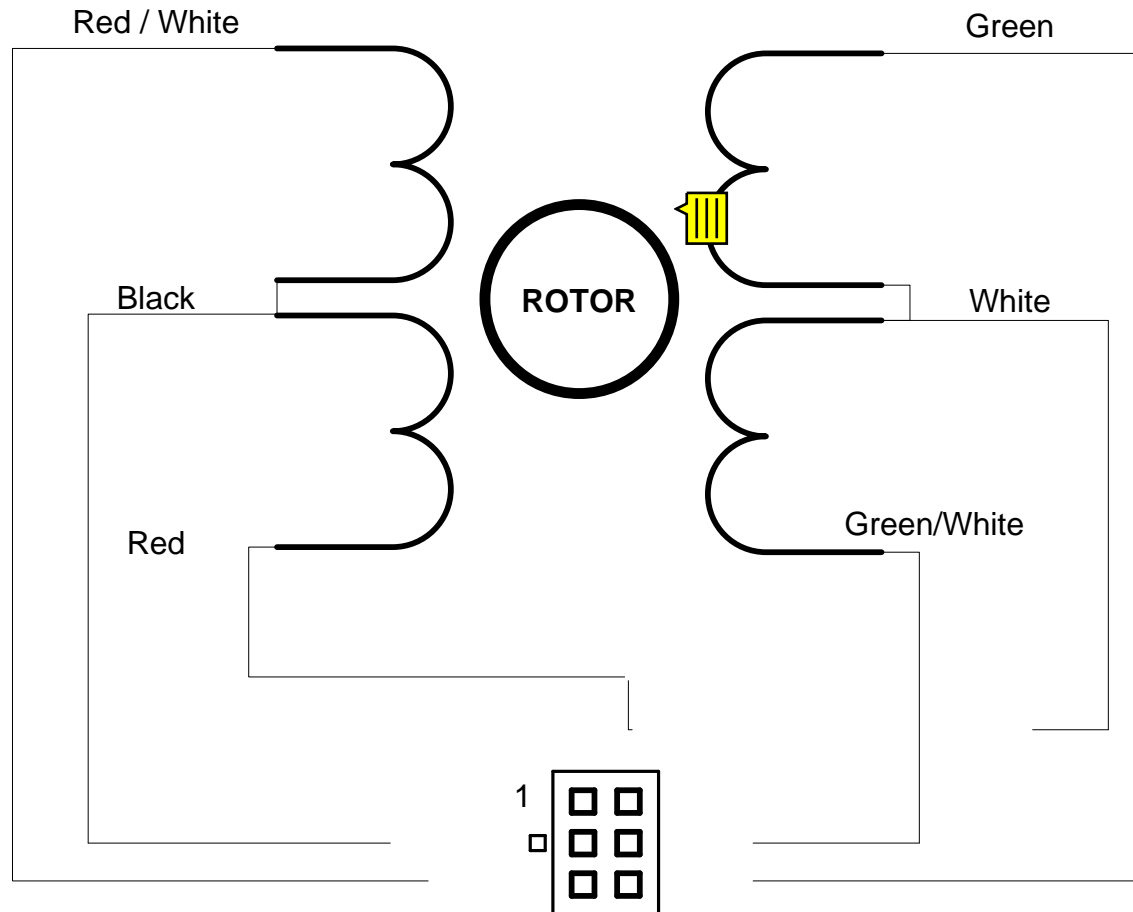 Red / White
Green
Black
ROTOR
White
Red
Green/White
1